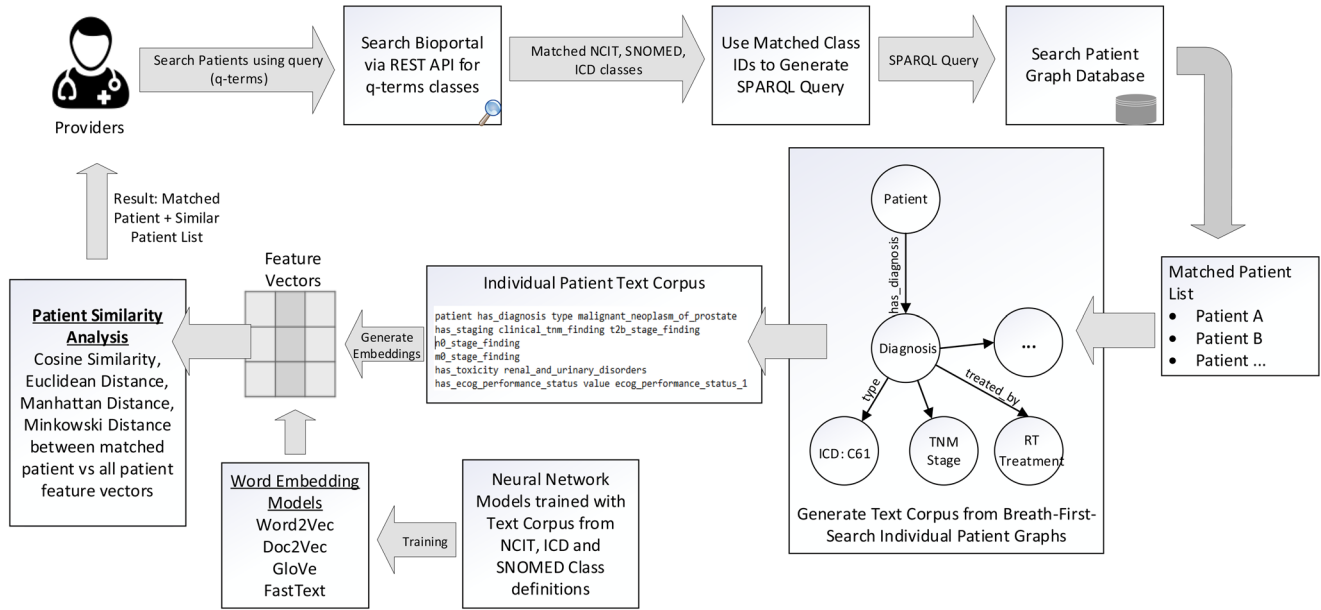 Providers
Search Patients using query
(q-terms)
Search Bioportal
via REST API for
q-terms classes
Matched NCIT, SNOMED,
ICD classes
Use Matched Class
IDs to Generate
SPARQL Query
SPARQL Query
Search Patient
Graph Database
Matched Patient
List
• Patient A
• Patient B
• Patient ...
Patient
has_diagnosis
Diagnosis
...
type
treated_by
ICD: C61
TNM
Stage
RT
Treatment
Generate Text Corpus from Breath-First-
Search Individual Patient Graphs
Individual Patient Text Corpus
patient has_diagnosis type malignant_neoplasm_of_prostate
has_staging clinical_tnm_finding t2b_stage_finding
n0_stage_finding
m0_stage_finding
has_toxicity renal_and_urinary_disorders
has_ecog_performance_status value ecog_performance_status_1
Generate
Embeddings
Feature
Vectors
Neural Network
Models trained with
Text Corpus from
NCIT, ICD and
SNOMED Class
definitions
Training
Word Embedding
Models
Word2Vec
Doc2Vec
GloVe
FastText
Patient Similarity
Analysis
Cosine Similarity,
Euclidean Distance,
Manhattan Distance,
Minkowski Distance
between matched
patient vs all patient
feature vectors
Result: Matched
Patient + Similar
Patient List